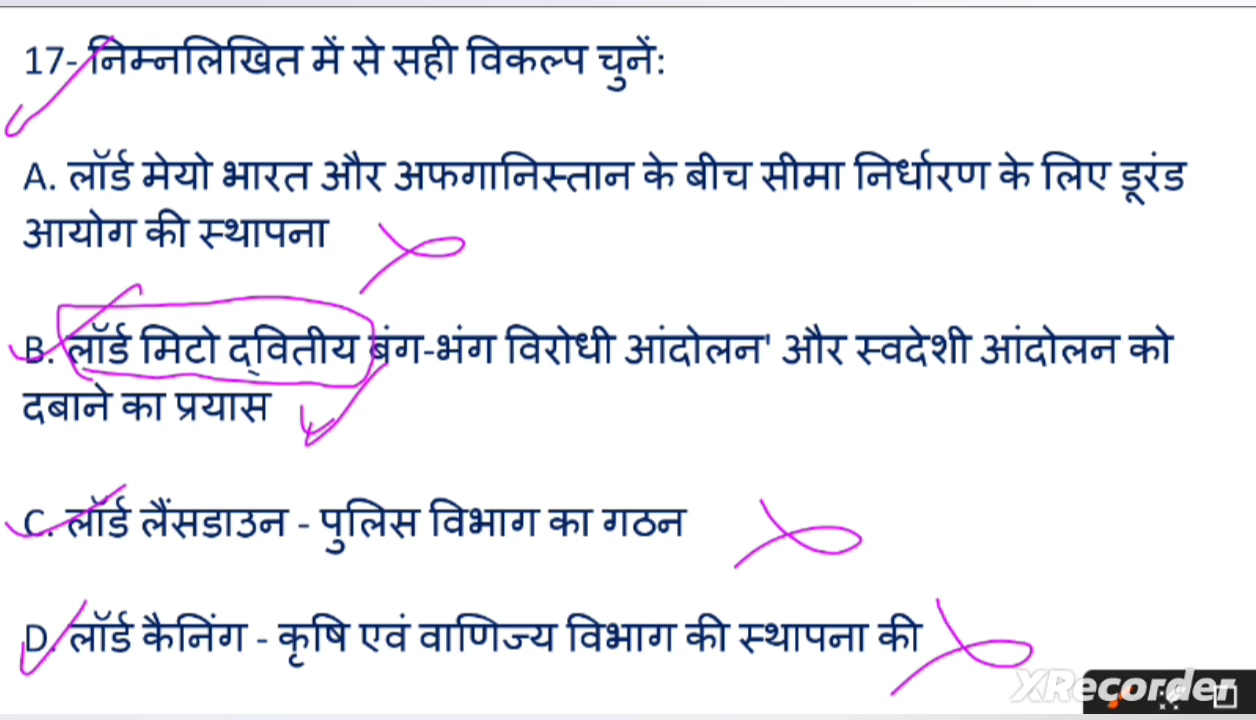 17- निम्नलिखित में से सही विकल्प चुनें:
A. लॉर्ड मेयो भारत और अफगानिस्तान के बीच सीमा निर्धारण के लिए डूरंड
आयोग की स्थापना
B. लॉर्ड मिटो द्वितीय बंग-भंग विरोधी आंदोलन' और स्वदेशी आंदोलन को
दबाने का प्रयास
C. लॉर्ड लैंसडाउन - पुलिस विभाग का गठन
D. लॉर्ड कैनिंग - कृषि एवं वाणिज्य विभाग की स्थापना की
XRecorder